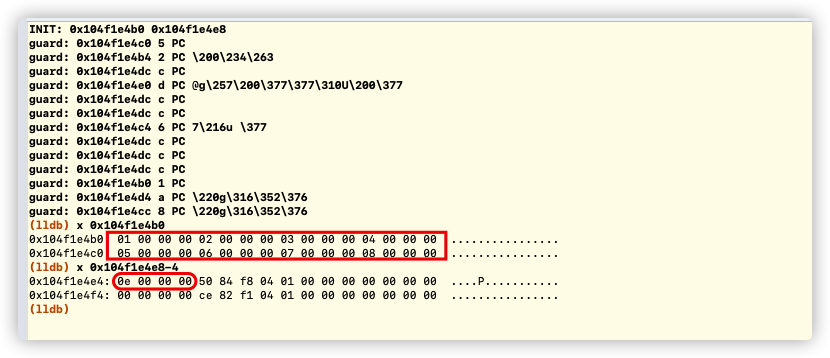 INIT: 0x104f1e4b0 0x104f1e4e8
guard: 0x104f1e4c0 5 PC
guard: 0x104f1e4b4 2 PC \200\234\263
guard: 0x104f1e4dc c PC
guard: 0x104f1e4e0 d PC @g\257\200\377\377\310U\200\377
guard: 0x104f1e4dc c PC
guard: 0x104f1e4dc c PC
guard: 0x104f1e4c4 6 PC 7\216u \377
guard: 0x104f1e4dc c PC
guard: 0x104f1e4dc c PC
guard: 0x104f1e4dc c PC
guard: 0x104f1e4b0 1 PC
guard: 0x104f1e4d4 a PC \220g\316\352\376
guard: 0x104f1e4cc 8 PC \220g\316\352\376
(lldb) x 0x104f1e4b0
0x104f1e4b0 01 00 00 00 02 00 00 00 03 00 00 00 04 00 00 00 ................
0x104f1e4c0 05 00 00 00 06 00 00 00 07 00 00 00 08 00 00 00 ................
(lldb) x 0x104f1e4e8-4
0x104f1e4e4: 0e 00 00 00 50 84 f8 04 01 00 00 00 00 00 00 00 ....P...........
0x104f1e4f4: 00 00 00 00 ce 82 f1 04 01 00 00 00 00 00 00 00 ................
(lldb)